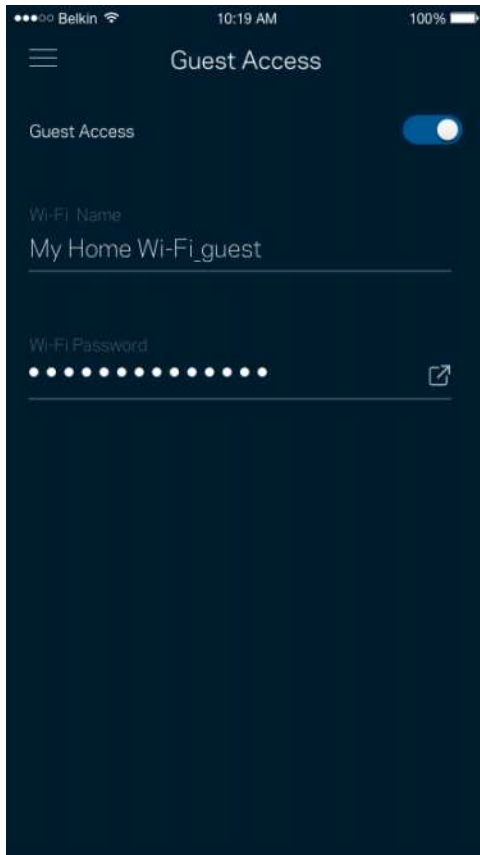 Belkin 10:19 AM 100%
Guest Access
Guest Access
Wi-Fi Name
My Home Wi-Fi_guest
Wi-Fi Password
●●●●●●●●●●●●●●